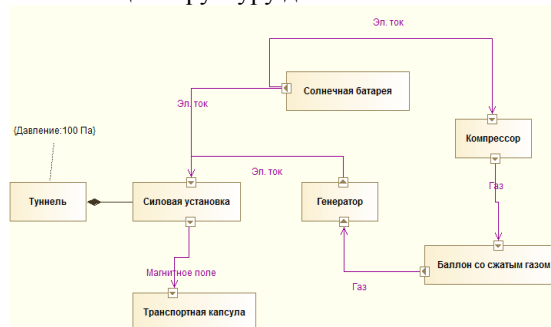 Эл. ток
Солнечная батарея
Эл. ток
Компрессор
{Давление:100 Па}
Эл. ток
Газ
Туннель
Силовая установка
Генератор
Магнитное поле
Газ
Баллон со сжатым газом
Транспортная капсула